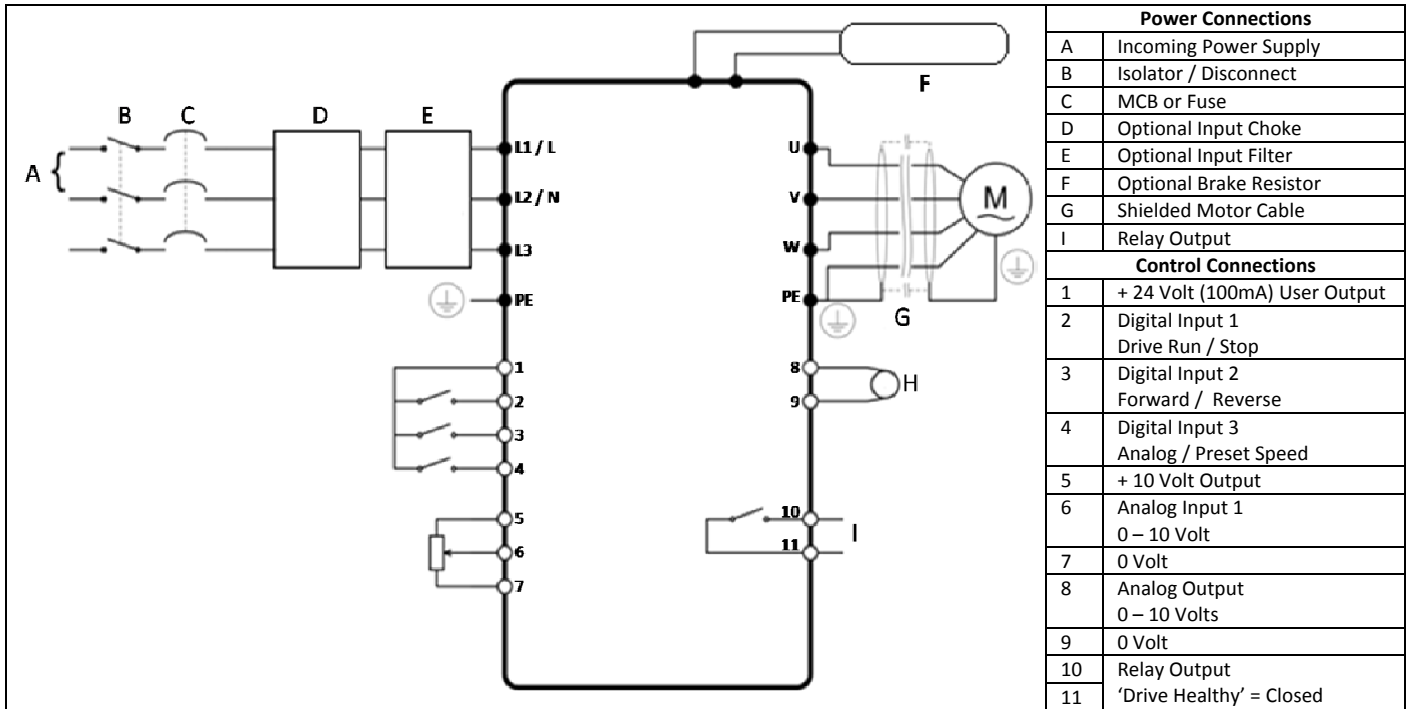 F
B C D E
A
L1 / L
L2 / N
L3
PE
U
V
W
PE
M
G
1
2
3
4
5
6
7
8
9
H
10
11
I
Power Connections
A Incoming Power Supply
B Isolator / Disconnect
C MCB or Fuse
D Optional Input Choke
E Optional Input Filter
F Optional Brake Resistor
G Shielded Motor Cable
I Relay Output
Control Connections
1 + 24 Volt (100mA) User Output
2 Digital Input 1
Drive Run / Stop
3 Digital Input 2
Forward / Reverse
4 Digital Input 3
Analog / Preset Speed
5 + 10 Volt Output
6 Analog Input 1
0 – 10 Volt
7 0 Volt
8 Analog Output
0 – 10 Volts
9 0 Volt
10 Relay Output
11 ‘Drive Healthy’ = Closed